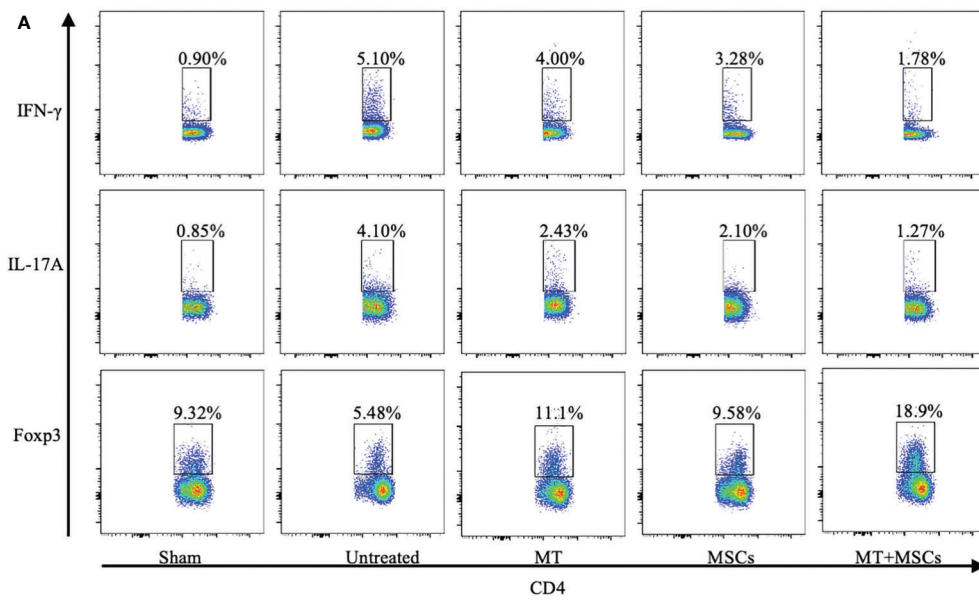 A
IFN-γ
0.90%
5.10%
4.00%
3.28%
1.78%
IL-17A
0.85%
4.10%
2.43%
2.10%
1.27%
Foxp3
9.32%
5.48%
11.1%
9.58%
18.9%
Sham
Untreated
MT
MSCs
MT+MSCs
CD4